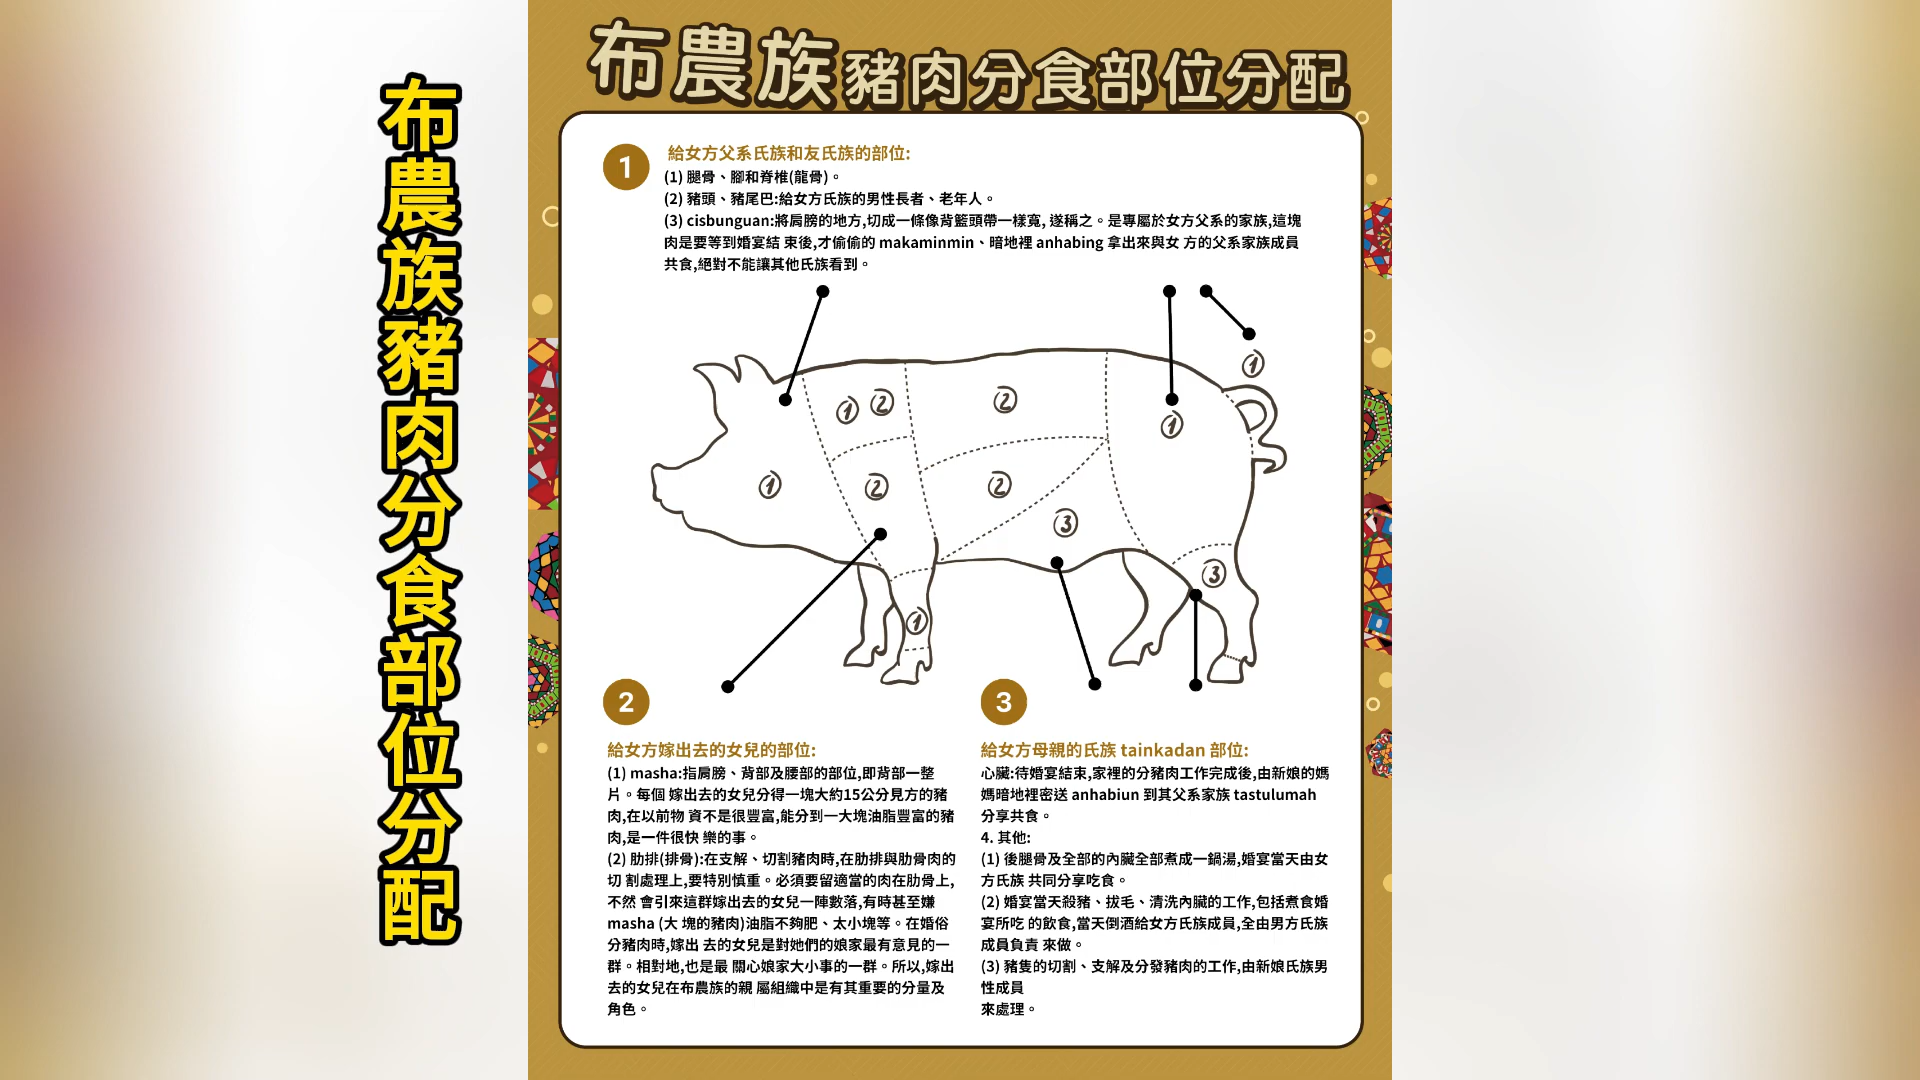 布農族豬肉分食部位分配
布農族豬肉分食部位分配
1
給女方父系氏族和友氏族的部位:
(1) 腿骨、腳和脊椎(龍骨)。
(2) 豬頭、豬尾巴:給女方氏族的男性長者、老年人。
(3) cisbunguan:將肩膀的地方,切成一條像背籃頭帶一樣寬, 遂稱之。是專屬於女方父系的家族,這塊
肉是要等到婚宴結 束後,才偷偷的 makaminmin、暗地裡 anhabing 拿出來與女 方的父系家族成員
共食,絕對不能讓其他氏族看到。
1
1 2
2
1
1
2
2
3
3
1
2
給女方嫁出去的女兒的部位:
(1) masha:指肩膀、背部及腰部的部位,即背部一整
片。每個 嫁出去的女兒分得一塊大約15公分見方的豬
肉,在以前物 資不是很豐富,能分到一大塊油脂豐富的豬
肉,是一件很快 樂的事。
(2) 肋排(排骨):在支解、切割豬肉時,在肋排與肋骨肉的
切 割處理上,要特別慎重。必須要留適當的肉在肋骨上,
不然 會引來這群嫁出去的女兒一陣數落,有時甚至嫌
masha (大 塊的豬肉)油脂不夠肥、太小塊等。在婚俗
分豬肉時,嫁出 去的女兒是對她們的娘家最有意見的一
群。相對地,也是最 關心娘家大小事的一群。所以,嫁出
去的女兒在布農族的親 屬組織中是有其重要的分量及
角色。
3
給女方母親的氏族 tainkadan 部位:
心臟:待婚宴結束,家裡的分豬肉工作完成後,由新娘的媽
媽暗地裡密送 anhabiun 到其父系家族 tastulumah
分享共食。
4. 其他:
(1) 後腿骨及全部的內臟全部煮成一鍋湯,婚宴當天由女
方氏族 共同分享吃食。
(2) 婚宴當天殺豬、拔毛、清洗內臟的工作,包括煮食婚
宴所吃 的飲食,當天倒酒給女方氏族成員,全由男方氏族
成員負責 來做。
(3) 豬隻的切割、支解及分發豬肉的工作,由新娘氏族男
性成員
來處理。